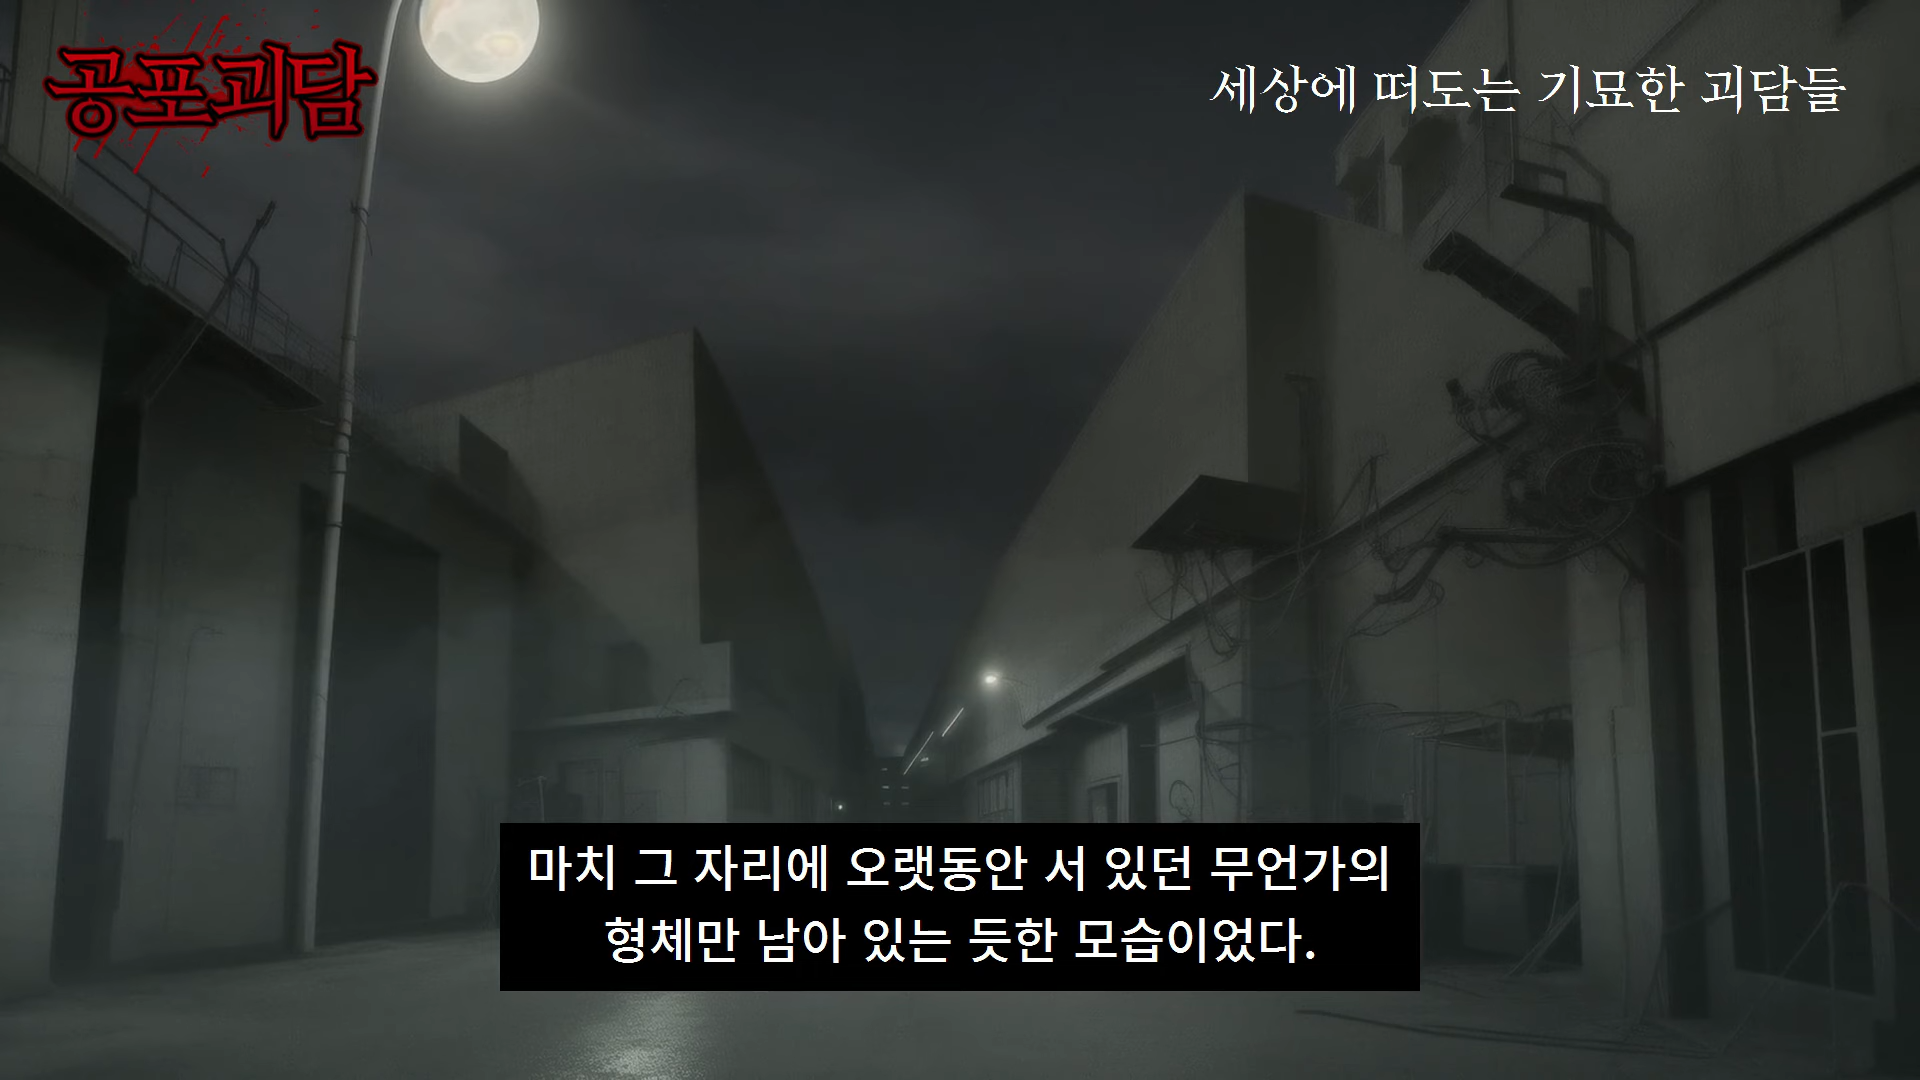 공포괴담
세상에 떠도는 기묘한 괴담들
마치 그 자리에 오랫동안 서 있던 무언가의
형체만 남아 있는 듯한 모습이었다.